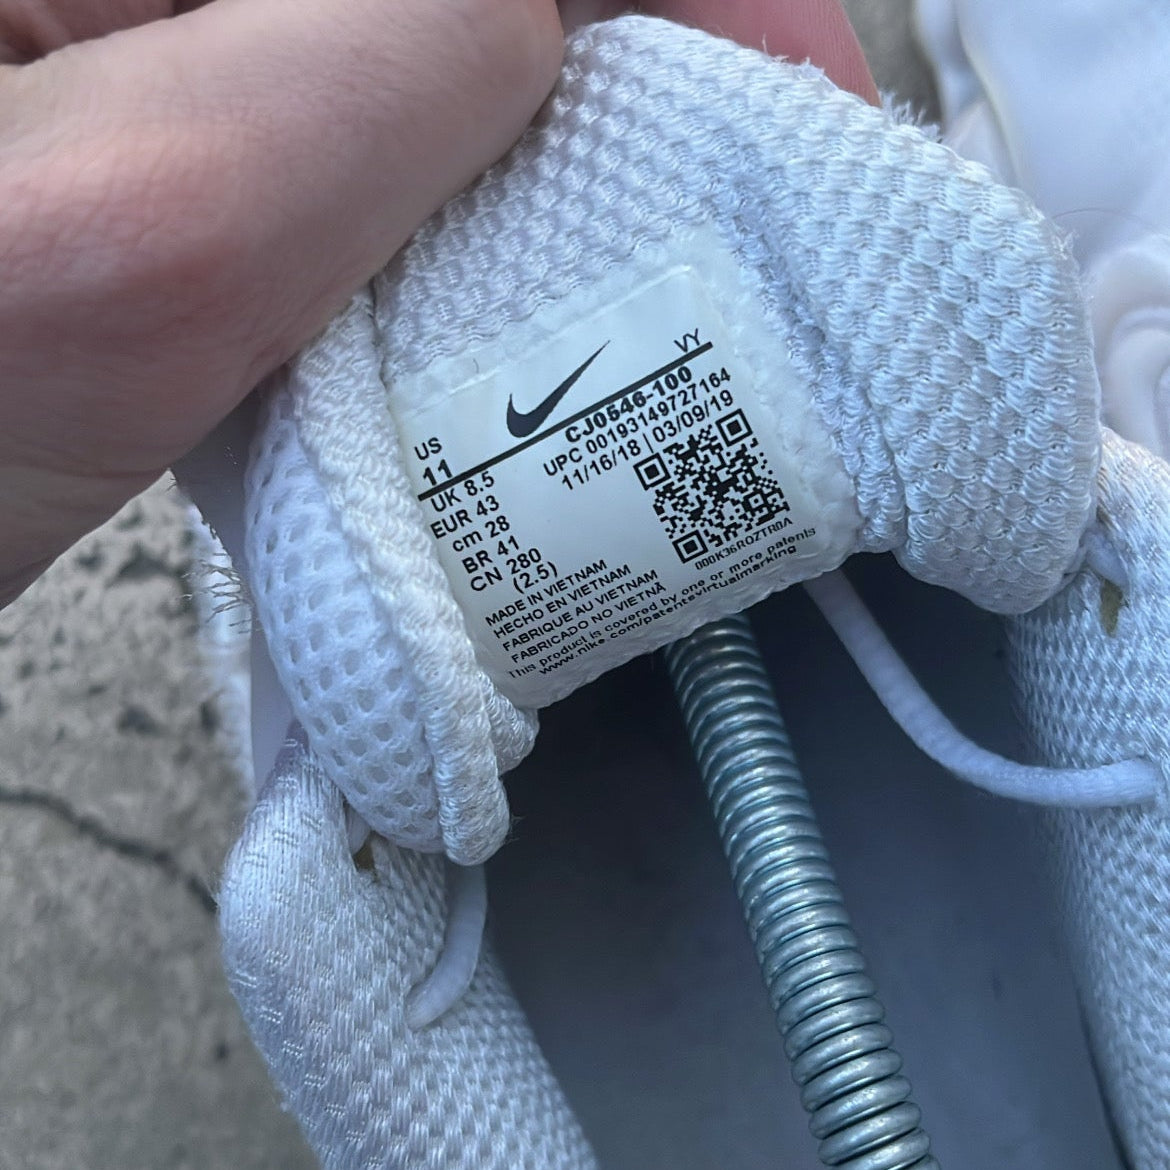 VY
US
11
CJ0546-100
UPC 00193149727164
11/16/18 | 03/09/19
UK 8.5
EUR 43
cm 28
BR 41
CN 280
(2.5)
000K36ROZTR0A
MADE IN VIETNAM
HECHO EN VIETNAM
FABRIQUE AU VIETNAM
FABRICADO NO VIETNÃ
This product is covered by one or more patents
www.nike.com/patentsvirtualmarking